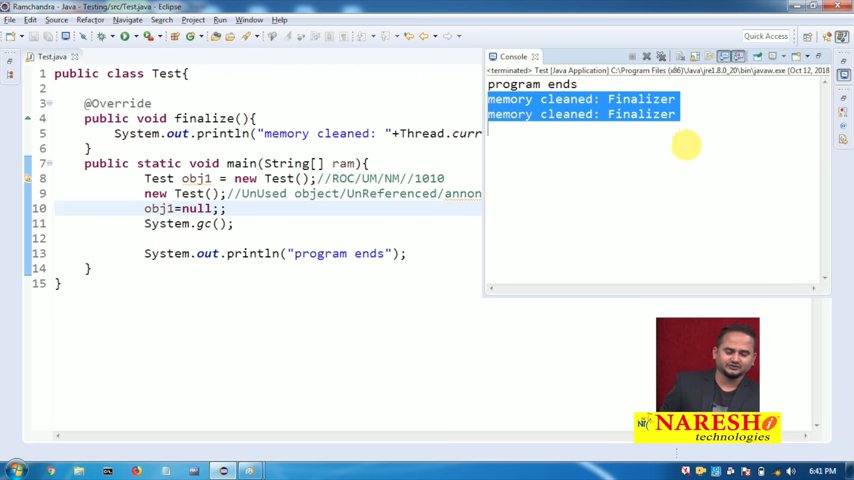 Ramchandra - Java - Testing/src/Test.java - Eclipse
File Edit Source Refactor Navigate Search Project Run Window Help
Quick Access
Test.java
Console
<terminated> Test [Java Application] C:\Program Files (x86)\Java\jre1.8.0_20\bin\javaw.exe (Oct 12, 2018
program ends
memory cleaned: Finalizer
memory cleaned: Finalizer
1 public class Test{
2
3 @Override
4 public void finalize(){
5 System.out.println("memory cleaned: "+Thread.curr
6 }
7 public static void main(String[] ram){
8 Test obj1 = new Test();//ROC/UM/NM//1010
9 new Test();//UnUsed object/UnReferenced/annon
10 obj1=null;;
11 System.gc();
12
13 System.out.println("program ends");
14 }
15 }
NARESH i
technologies
6:41 PM